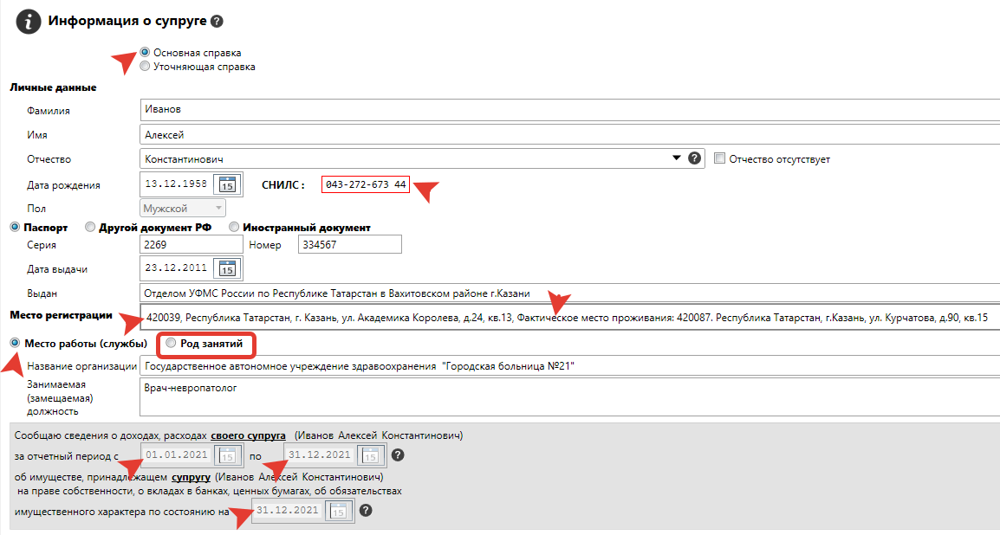 Информация о супруге ?
Основная справка
Уточняющая справка
Личные данные
Фамилия Иванов
Имя Алексей
Отчество Константинович ? Отчество отсутствует
Дата рождения 13.12.1958 15 СНИЛС : 043-272-673 44
Пол Мужской
Паспорт Другой документ РФ Иностранный документ
Серия 2269 Номер 334567
Дата выдачи 23.12.2011 15
Выдан Отделом УФМС России по Республике Татарстан в Вахитовском районе г.Казани
Место регистрации 420039, Республика Татарстан, г. Казань, ул. Академика Королева, д.24, кв.13, Фактическое место проживания: 420087. Республика Татарстан, г.Казань, ул. Курчатова, д.90, кв.15
Место работы (службы) Род занятий
Название организации Государственное автономное учреждение здравоохранения "Городская больница №21"
Занимаемая Врач-невропатолог
(замещаемая)
должность
Сообщаю сведения о доходах, расходах своего супруга (Иванов Алексей Константинович)
за отчетный период с 01.01.2021 15 по 31.12.2021 15 ?
об имуществе, принадлежащем супругу (Иванов Алексей Константинович)
на праве собственности, о вкладах в банках, ценных бумагах, об обязательствах
имущественного характера по состоянию на 31.12.2021 15 ?